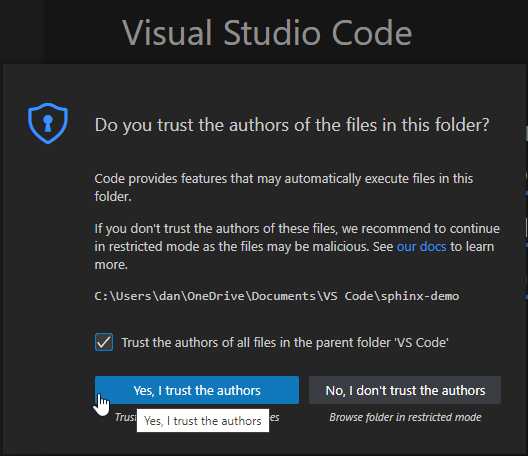 Visual Studio Code
Do you trust the authors of the files in this folder?
Code provides features that may automatically execute files in this
folder.
If you don't trust the authors of these files, we recommend to continue
in restricted mode as the files may be malicious. See our docs to learn
more.
C:\Users\dan\OneDrive\Documents\VS Code\sphinx-demo
Trust the authors of all files in the parent folder 'VS Code'
Yes, I trust the authors
No, I don't trust the authors
Yes, I trust the authors
Browse folder in restricted mode